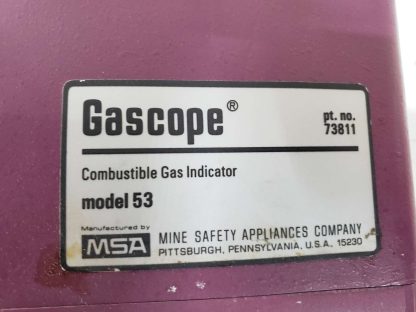 Gascope®
pt. no.
73811
Combustible Gas Indicator
model 53
Manufactured by
MSA
MINE SAFETY APPLIANCES COMPANY
PITTSBURGH, PENNSYLVANIA, U.S.A. 15230